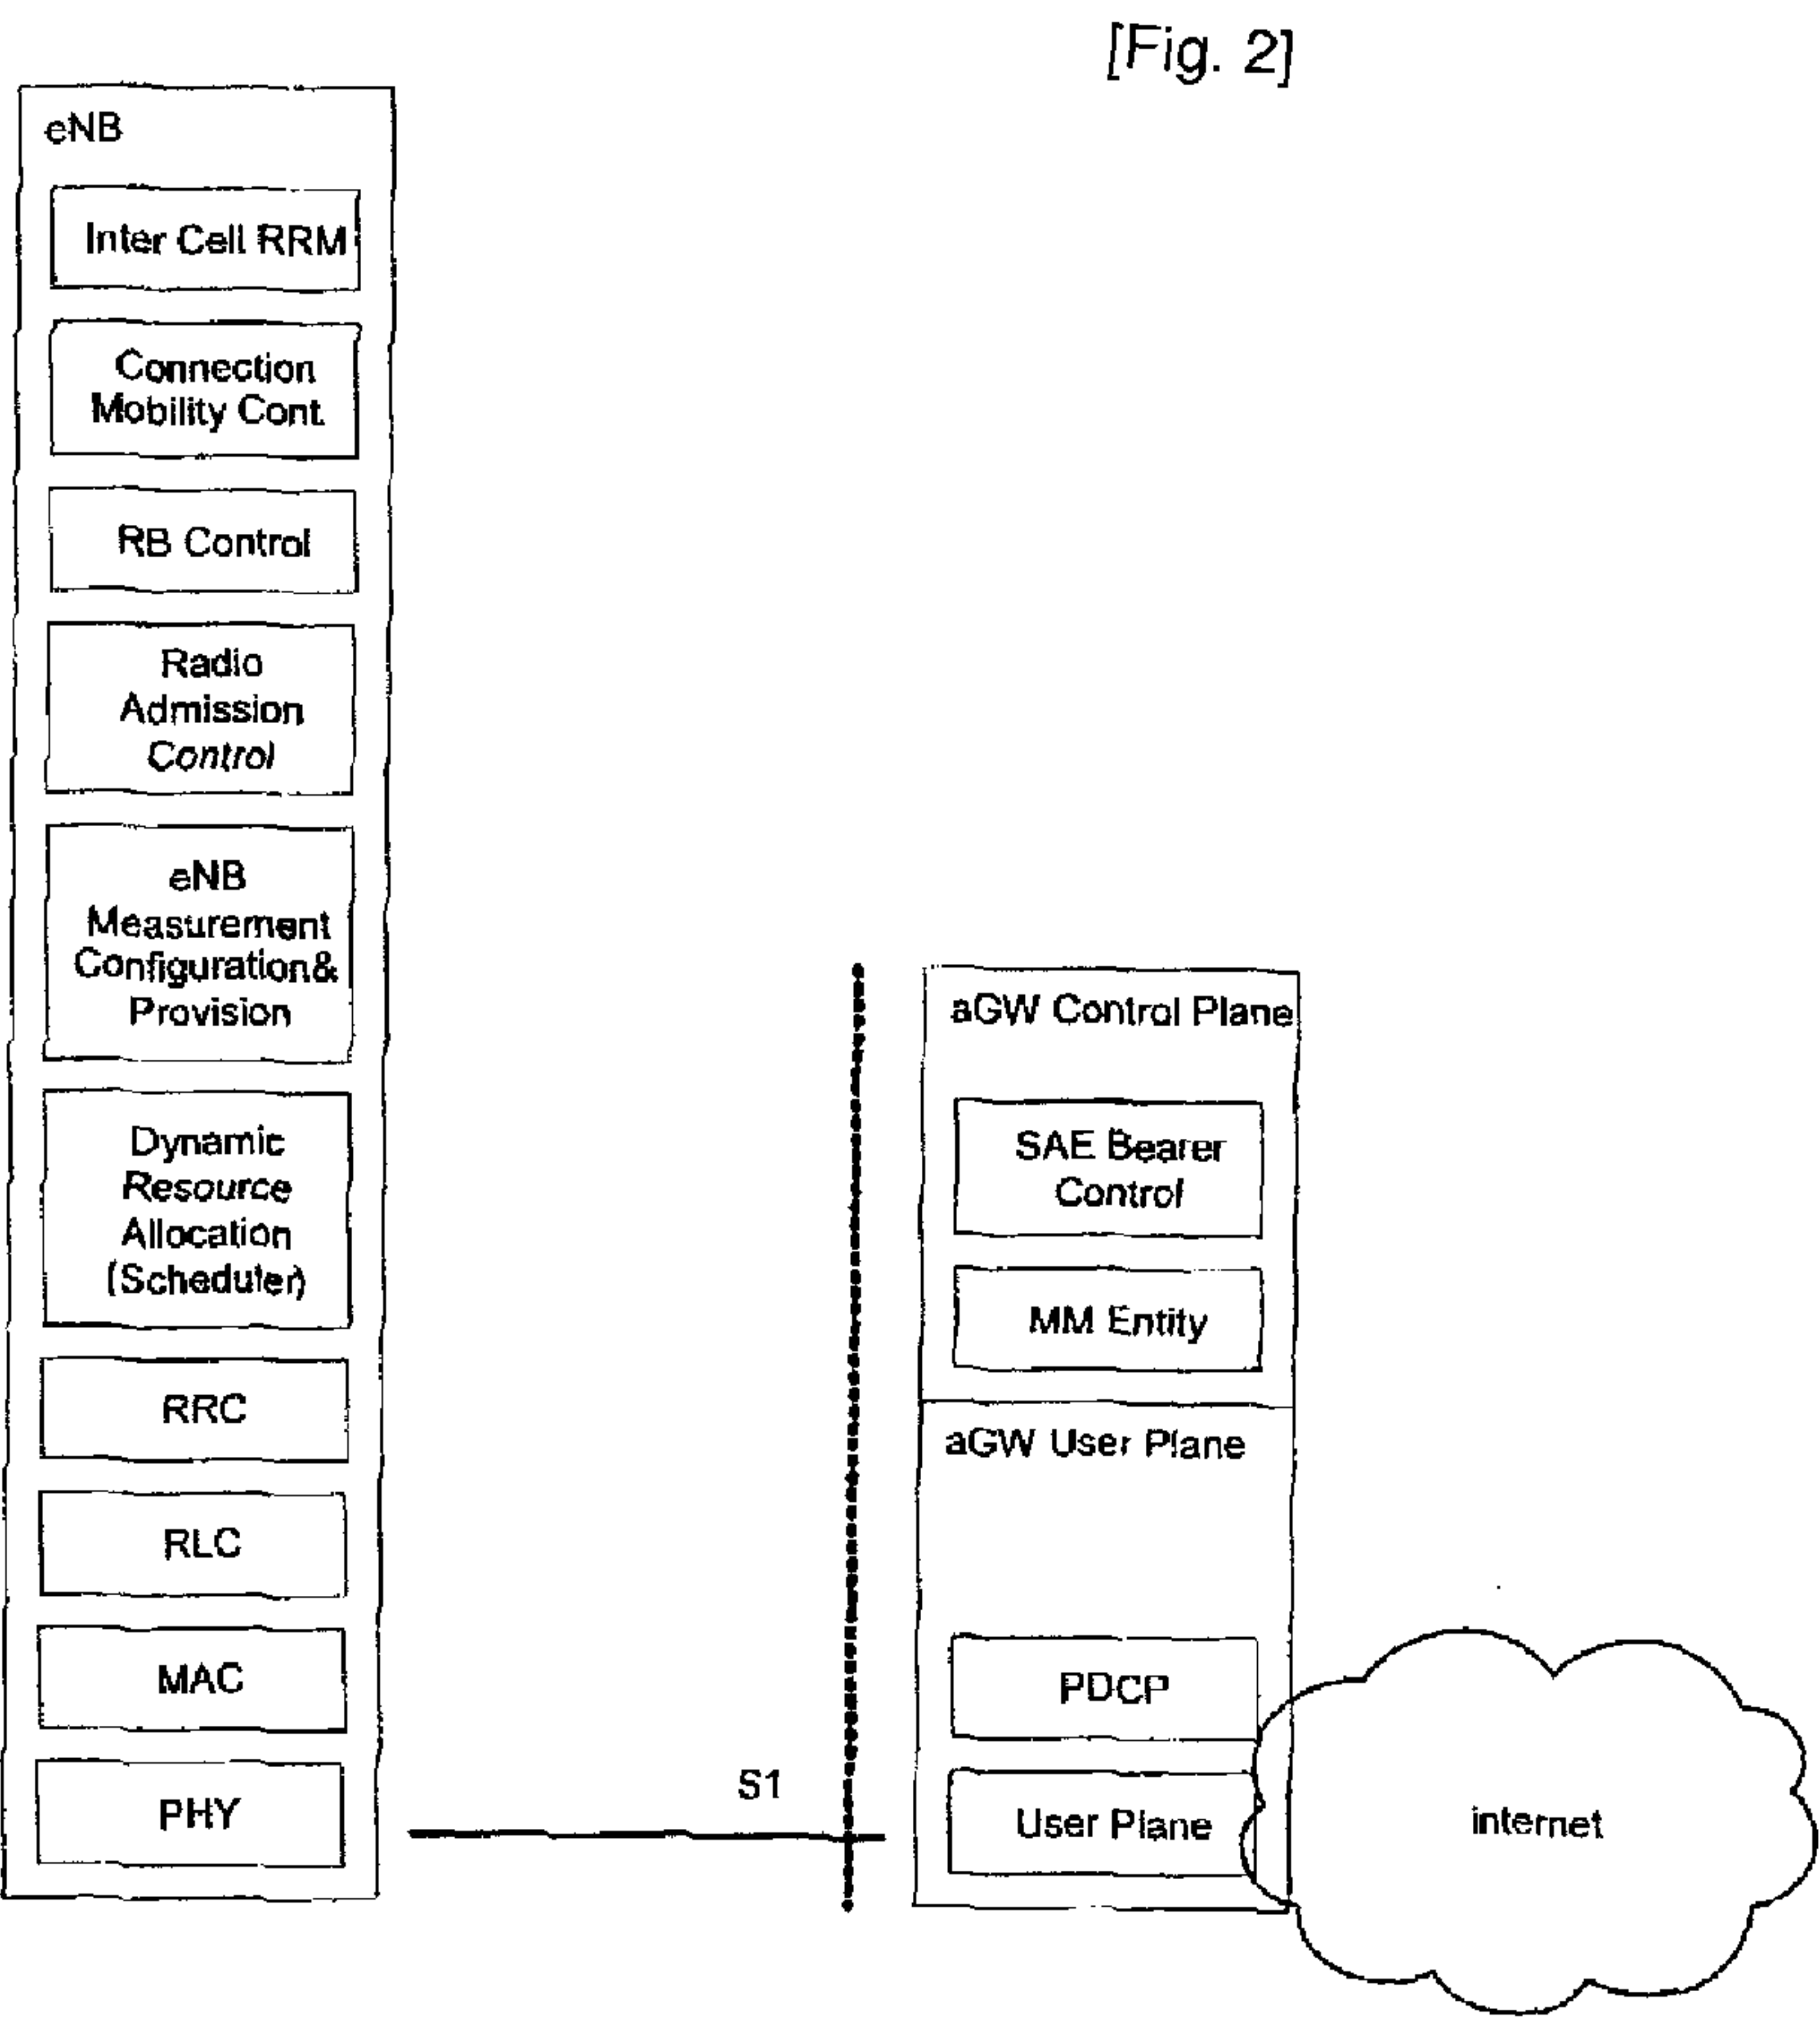 [Fig. 2]
eNB
Inter Cell RRM
Connection
Mobility Cont.
RB Control
Radio
Admission
Control
eNB
Measurement
Configuration&
Provision
Dynamic
Resource
Allocation
(Scheduler)
RRC
RLC
MAC
PHY
S1
aGW Control Plane
SAE Bearer
Control
MM Entity
aGW User Plane
PDCP
User Plane
internet